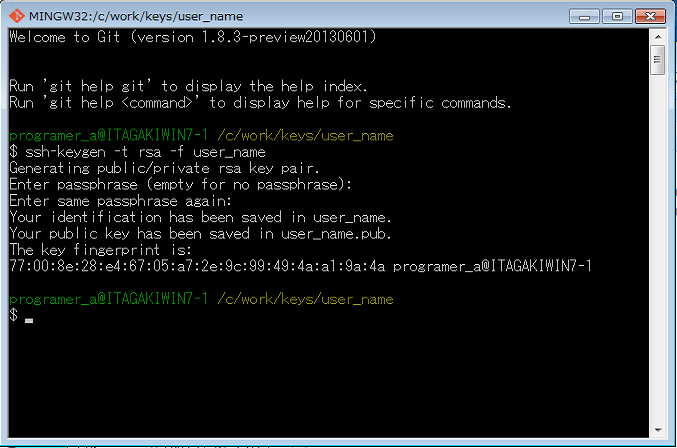 MINGW32:/c/work/keys/user_name
Welcome to Git (version 1.8.3-preview20130601)
Run 'git help git' to display the help index.
Run 'git help <command>' to display help for specific commands.
programer_a@ITAGAKIWIN7-1 /c/work/keys/user_name
$ ssh-keygen -t rsa -f user_name
Generating public/private rsa key pair.
Enter passphrase (empty for no passphrase):
Enter same passphrase again:
Your identification has been saved in user_name.
Your public key has been saved in user_name.pub.
The key fingerprint is:
77:00:8e:28:e4:67:05:a7:2e:9c:99:49:4a:a1:9a:4a programer_a@ITAGAKIWIN7-1
programer_a@ITAGAKIWIN7-1 /c/work/keys/user_name
$